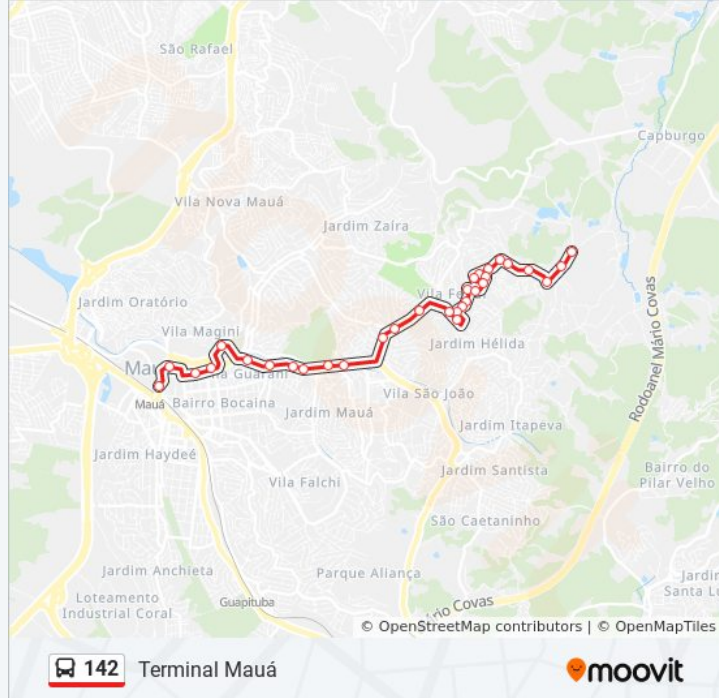 São Rafael
Capburgo
Vila Nova Mauá
Jardim Zaíra
Jardim Oratório
Vila Magini
Jardim Hélida
Rodoanel Mário Covas
Mauá
Bairro Bocaina
Vila São João
Jardim Mauá
Jardim Itapeva
Jardim Haydeé
Jardim Santista
Bairro do
Pilar Velho
Vila Falchi
São Caetaninho
Jardim Anchieta
Parque Aliança
Loteamento
Industrial Coral
Guapituba
© OpenStreetMap contributors | © OpenMapTiles
142 Terminal Mauá
moovit